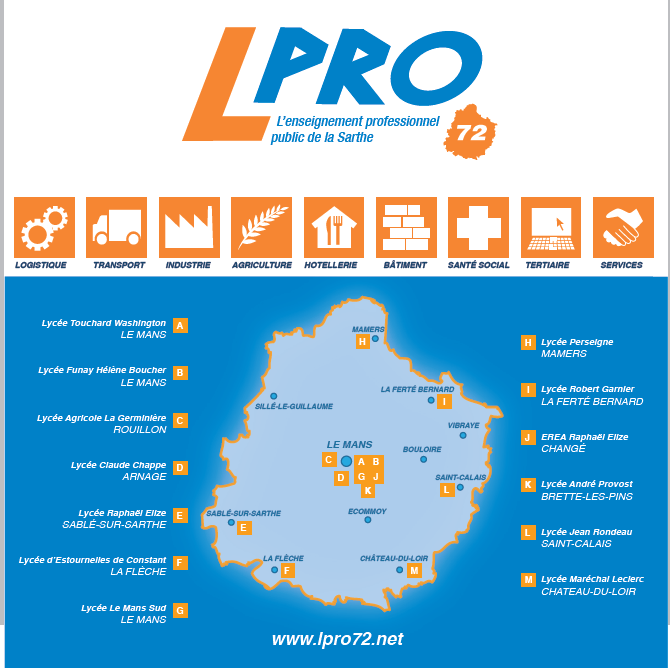 LPRO
L'enseignement professionnel
public de la Sarthe
72
LOGISTIQUE
TRANSPORT
INDUSTRIE
AGRICULTURE
HOTELLERIE
BÂTIMENT
SANTÉ SOCIAL
TERTIAIRE
SERVICES
Lycée Touchard Washington A
LE MANS
Lycée Funay Hélène Boucher B
LE MANS
Lycée Agricole La Germinière C
ROUILLON
Lycée Claude Chappe D
ARNAGE
Lycée Raphaël Elize E
SABLÉ-SUR-SARTHE
Lycée d'Estournelles de Constant F
LA FLÈCHE
Lycée Le Mans Sud G
LE MANS
MAMERS
H
LA FERTÉ BERNARD
I
SILLÉ-LE-GUILLAUME
VIBRAYE
LE MANS
BOULOIRE
C A B
D G J
K
SAINT-CALAIS
L
SABLÉ-SUR-SARTHE
E
ECOMMOY
LA FLÈCHE
F
CHÂTEAU-DU-LOIR
M
H Lycée Perseigne
MAMERS
I Lycée Robert Garnier
LA FERTÉ BERNARD
J EREA Raphaël Elize
CHANGÉ
K Lycée André Provost
BRETTE-LES-PINS
L Lycée Jean Rondeau
SAINT-CALAIS
M Lycée Maréchal Leclerc
CHATEAU-DU-LOIR
www.lpro72.net